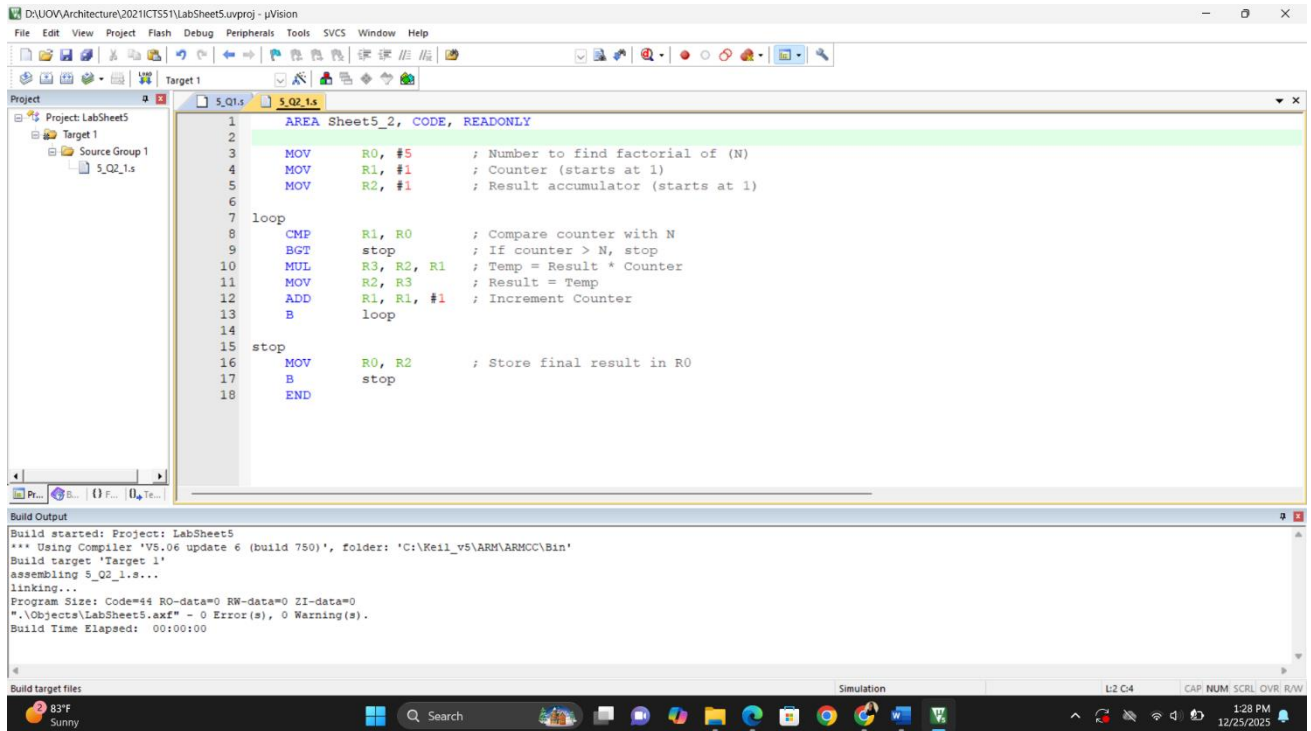 D:\UOV\Architecture\2021ICTS51\LabSheet5.uvproj - µVision
File Edit View Project Flash Debug Peripherals Tools SVCS Window Help
LOAD Target 1
Project
5_Q1.s 5_Q2_1.s
Project: LabSheet5
Target 1
Source Group 1
5_Q2_1.s
1 AREA Sheet5_2, CODE, READONLY
2
3 MOV R0, #5 ; Number to find factorial of (N)
4 MOV R1, #1 ; Counter (starts at 1)
5 MOV R2, #1 ; Result accumulator (starts at 1)
6
7 loop
8 CMP R1, R0 ; Compare counter with N
9 BGT stop ; If counter > N, stop
10 MUL R3, R2, R1 ; Temp = Result * Counter
11 MOV R2, R3 ; Result = Temp
12 ADD R1, R1, #1 ; Increment Counter
13 B loop
14
15 stop
16 MOV R0, R2 ; Store final result in R0
17 B stop
18 END
Pr... B... {} F... 0 Te...
Build Output
Build started: Project: LabSheet5
*** Using Compiler 'V5.06 update 6 (build 750)', folder: 'C:\Keil_v5\ARM\ARMCC\Bin'
Build target 'Target 1'
assembling 5_Q2_1.s...
linking...
Program Size: Code=44 RO-data=0 RW-data=0 ZI-data=0
".\Objects\LabSheet5.axf" - 0 Error(s), 0 Warning(s).
Build Time Elapsed: 00:00:00
Build target files Simulation L:2 C:4 CAP NUM SCRL OVR R/W
2 83°F
Sunny
Search
1:28 PM
12/25/2025